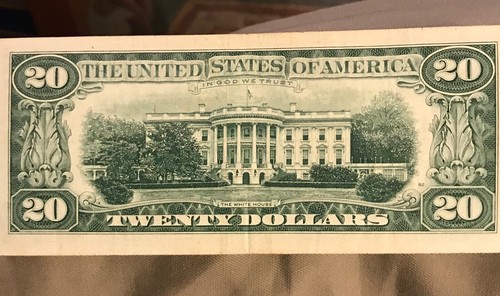 20 THE UNITED STATES OF AMERICA 20
IN GOD WE TRUST
THE WHITE HOUSE
20 TWENTY DOLLARS 20